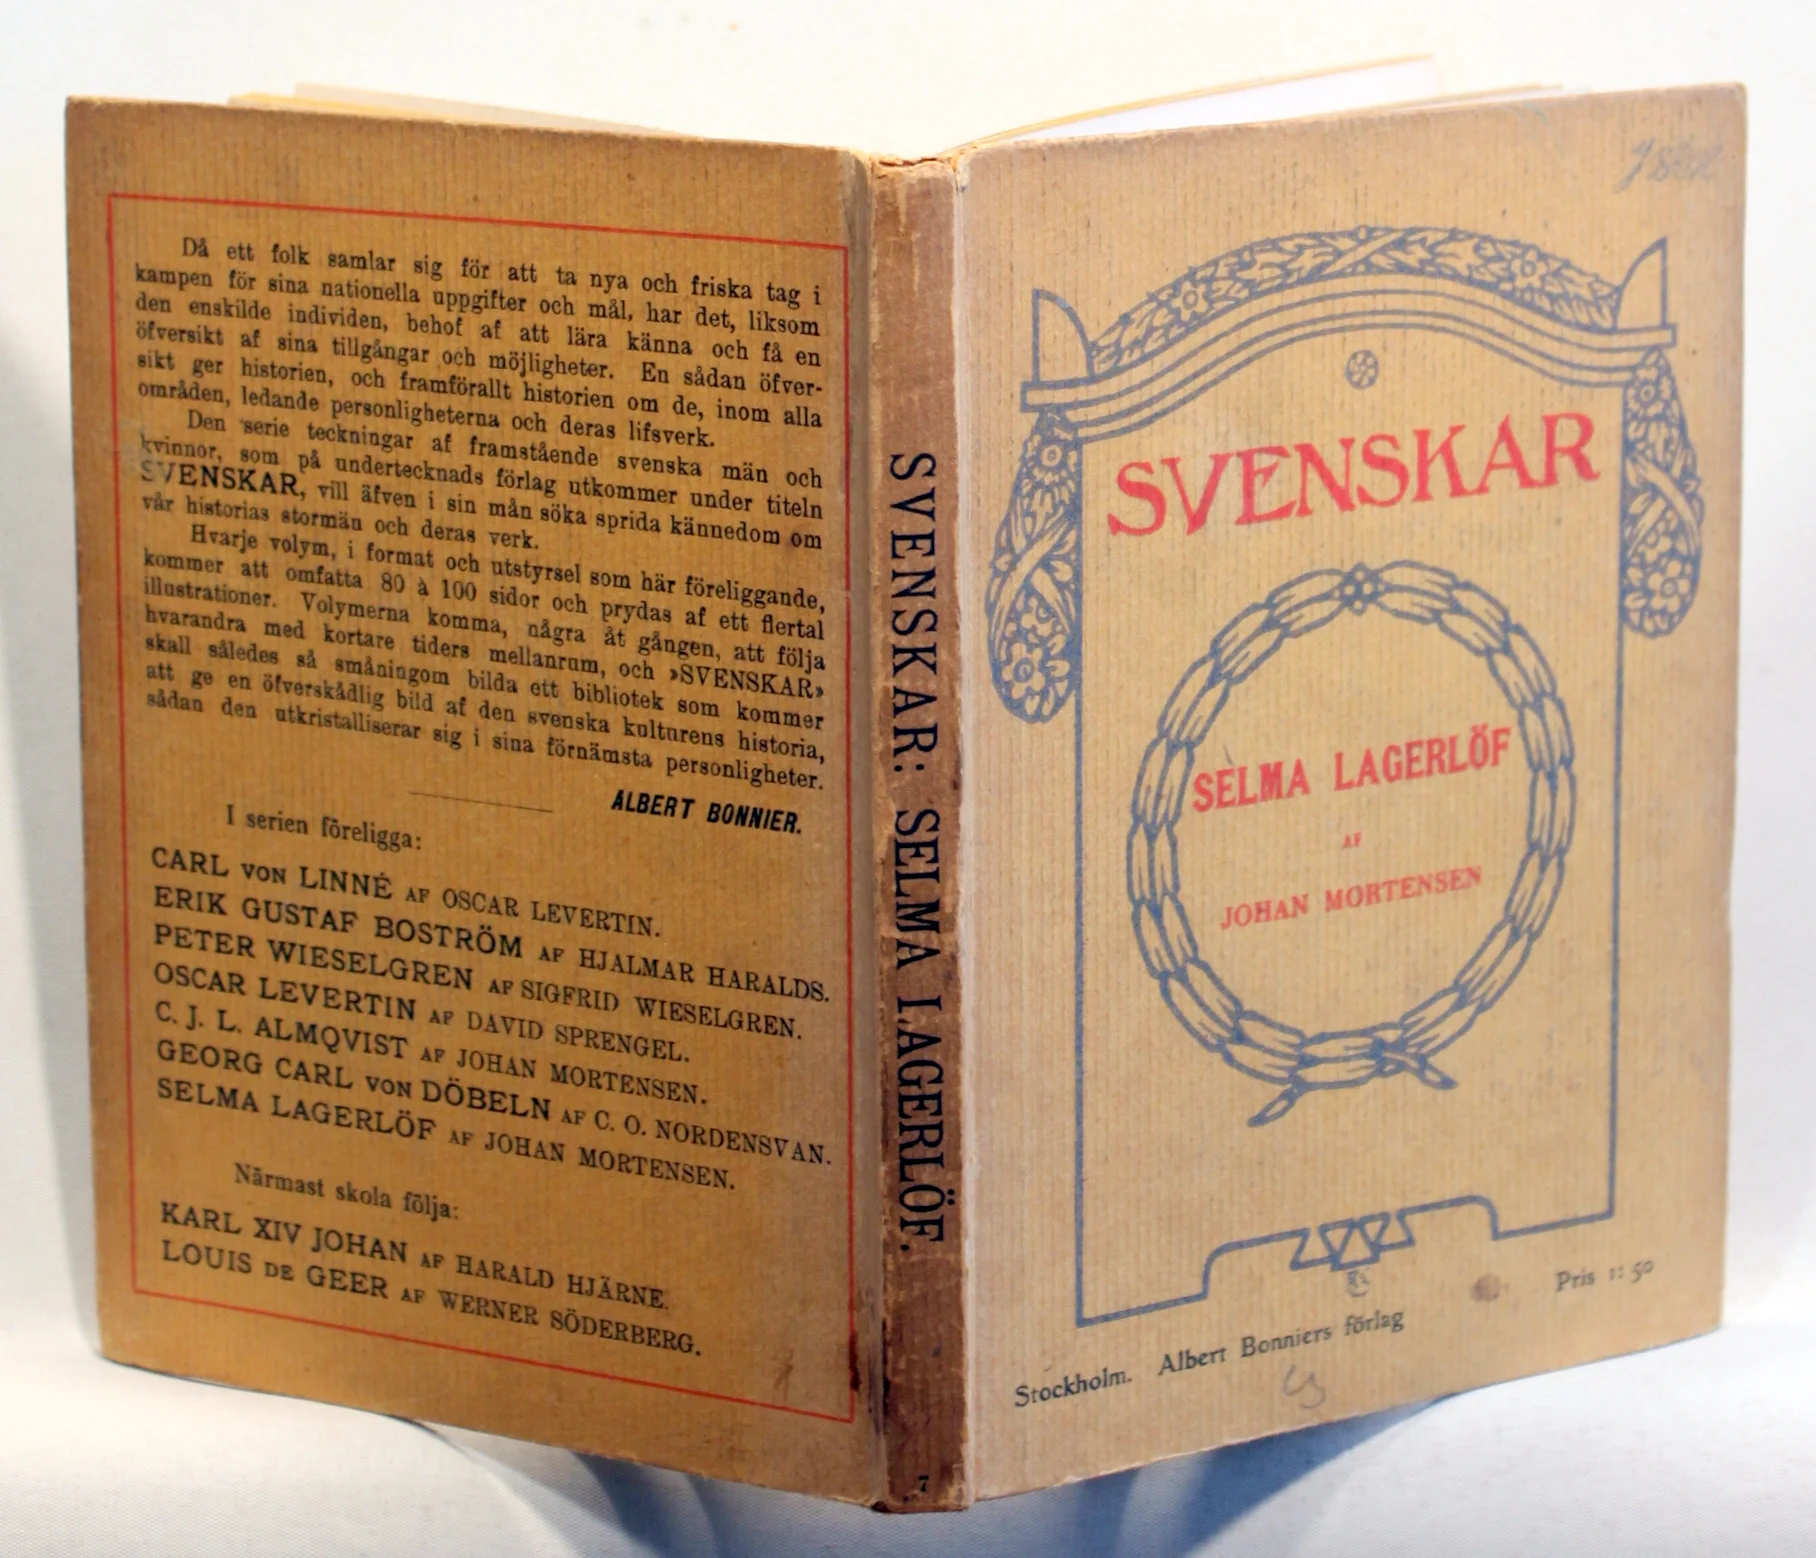 Då ett folk samlar sig för att ta nya och friska tag i
kampen för sina nationella uppgifter och mål, har det, liksom
den enskilde individen, behof af att lära känna och få en
öfversikt af sina tillgångar och möjligheter. En sådan öfver-
sikt ger historien, och framförallt historien om de, inom alla
områden, ledande personligheterna och deras lifsverk.
Den serie teckningar af framstående svenska män och
kvinnor, som på undertecknads förlag utkommer under titeln
SVENSKAR, vill äfven i sin mån söka sprida kännedom om
vår historias stormän och deras verk.
Hvarje volym, i format och utstyrsel som här föreliggande,
kommer att omfatta 80 à 100 sidor och prydas af ett flertal
illustrationer. Volymerna komma, några åt gången, att följa
hvarandra med kortare tiders mellanrum, och »SVENSKAR»
skall således så småningom bilda ett bibliotek som kommer
att ge en öfverskådlig bild af den svenska kulturens historia,
sådan den utkristalliserar sig i sina förnämsta personligheter.
ALBERT BONNIER.
I serien föreligga:
CARL VON LINNÉ AF OSCAR LEVERTIN.
ERIK GUSTAF BOSTRÖM AF HJALMAR HARALDS.
PETER WIESELGREN AF SIGFRID WIESELGREN.
OSCAR LEVERTIN AF DAVID SPRENGEL.
C. J. L. ALMQVIST AF JOHAN MORTENSEN.
GEORG CARL VON DÖBELN AF C. O. NORDENSVAN.
SELMA LAGERLÖF AF JOHAN MORTENSEN.
Närmast skola följa:
KARL XIV JOHAN AF HARALD HJÄRNE.
LOUIS DE GEER AF WERNER SÖDERBERG.
SVENSKAR: SELMA LAGERLÖF.
7
SVENSKAR
SELMA LAGERLÖF
AF
JOHAN MORTENSEN
Pris 1: 50
Stockholm. Albert Bonniers förlag